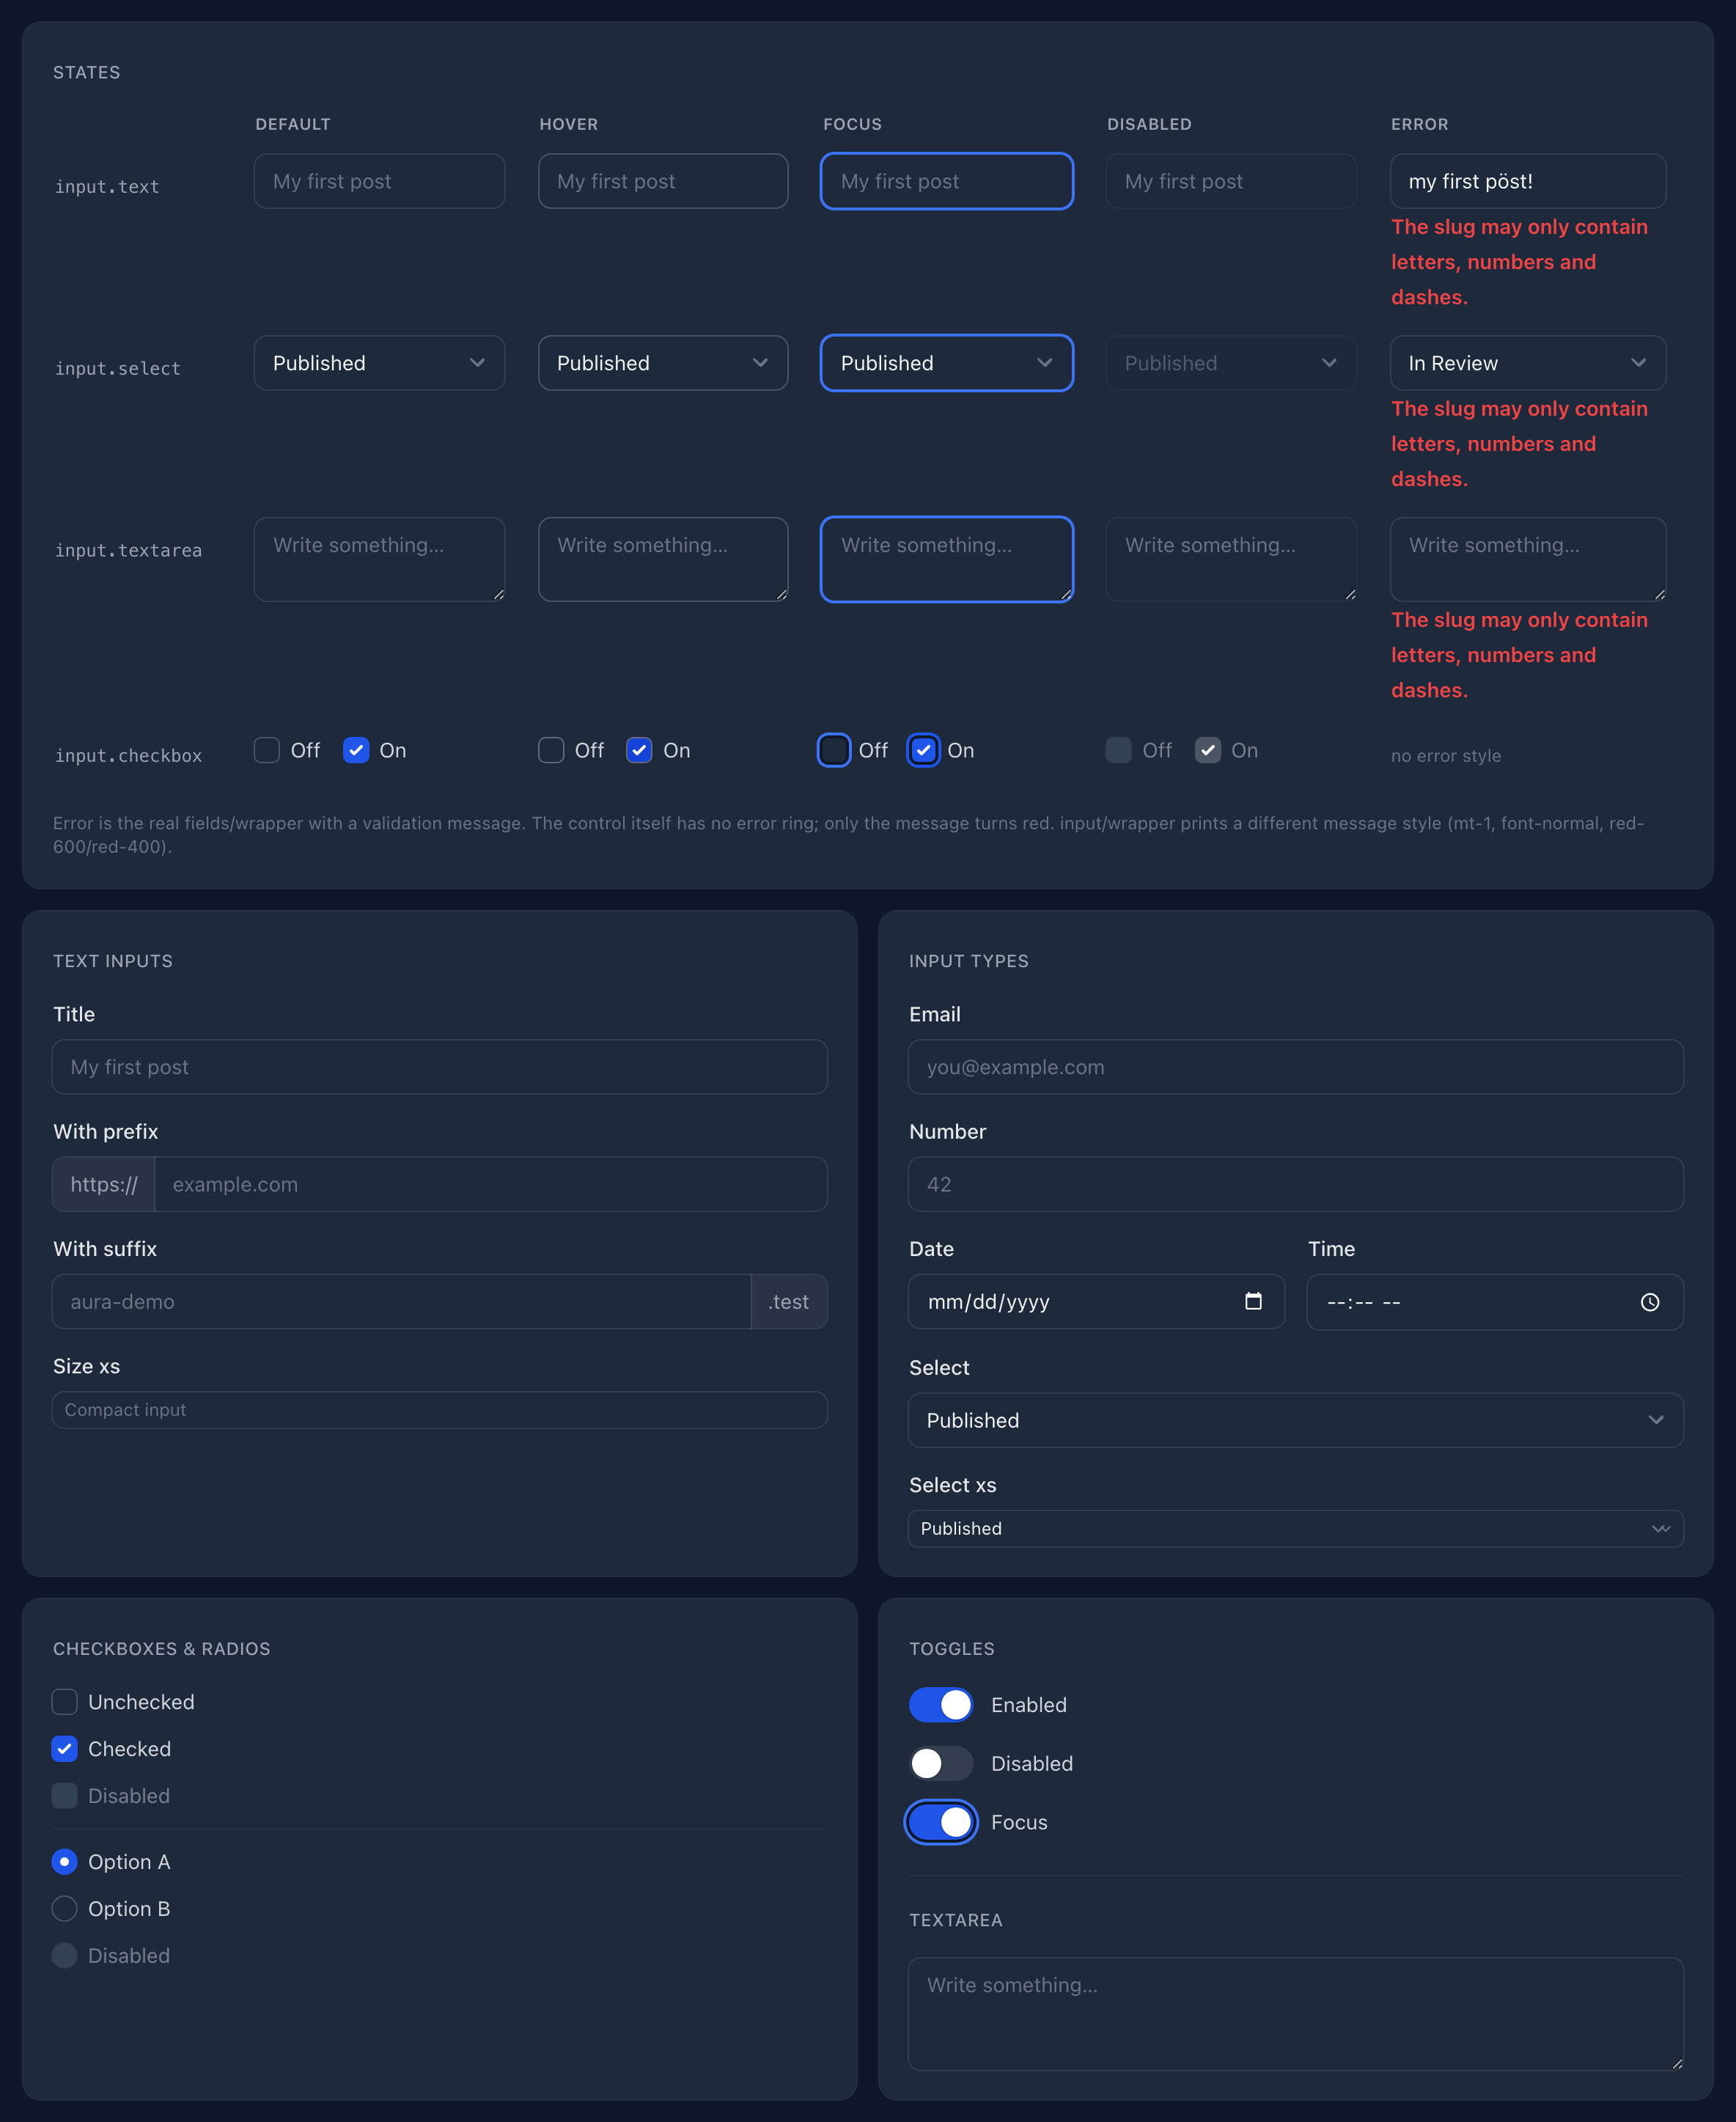 STATES
DEFAULT HOVER FOCUS DISABLED ERROR
input.text My first post My first post My first post My first post my first pöst!
The slug may only contain
letters, numbers and
dashes.
input.select Published Published Published Published In Review
The slug may only contain
letters, numbers and
dashes.
input.textarea Write something... Write something... Write something... Write something... Write something...
The slug may only contain
letters, numbers and
dashes.
input.checkbox Off On Off On Off On Off On no error style
Error is the real fields/wrapper with a validation message. The control itself has no error ring; only the message turns red. input/wrapper prints a different message style (mt-1, font-normal, red-
600/red-400).
TEXT INPUTS
Title
My first post
With prefix
https:// example.com
With suffix
aura-demo .test
Size xs
Compact input
INPUT TYPES
Email
you@example.com
Number
42
Date Time
mm/dd/yyyy --:-- --
Select
Published
Select xs
Published
CHECKBOXES & RADIOS
Unchecked
Checked
Disabled
Option A
Option B
Disabled
TOGGLES
Enabled
Disabled
Focus
TEXTAREA
Write something...